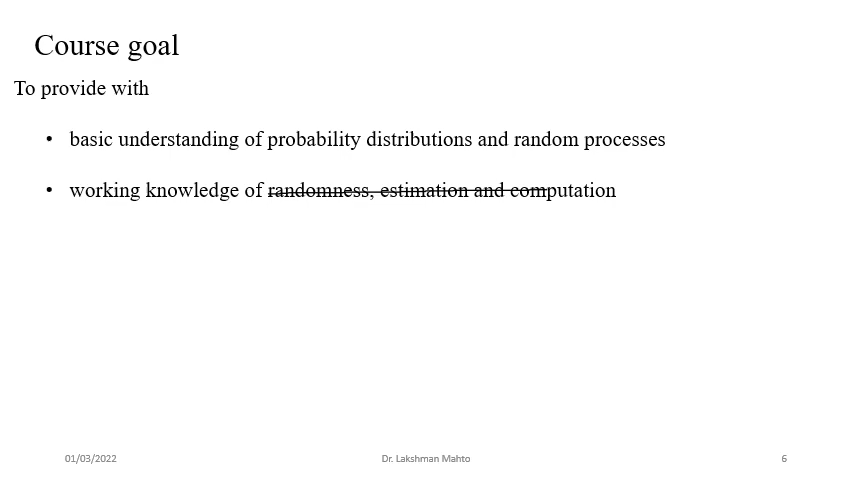 Course goal
To provide with
• basic understanding of probability distributions and random processes
• working knowledge of randomness, estimation and computation
01/03/2022 Dr. Lakshman Mahto 6